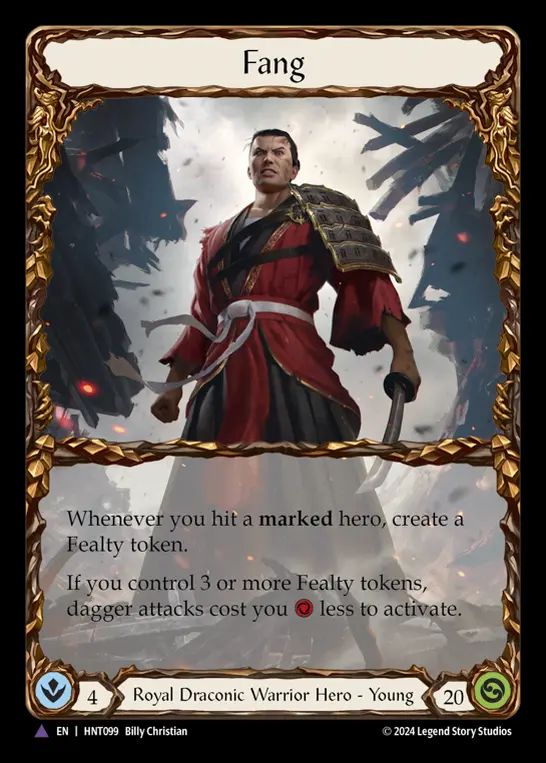 Fang
Whenever you hit a marked hero, create a
Fealty token.
If you control 3 or more Fealty tokens,
dagger attacks cost you less to activate.
4 Royal Draconic Warrior Hero - Young 20
EN | HNT099 Billy Christian © 2024 Legend Story Studios